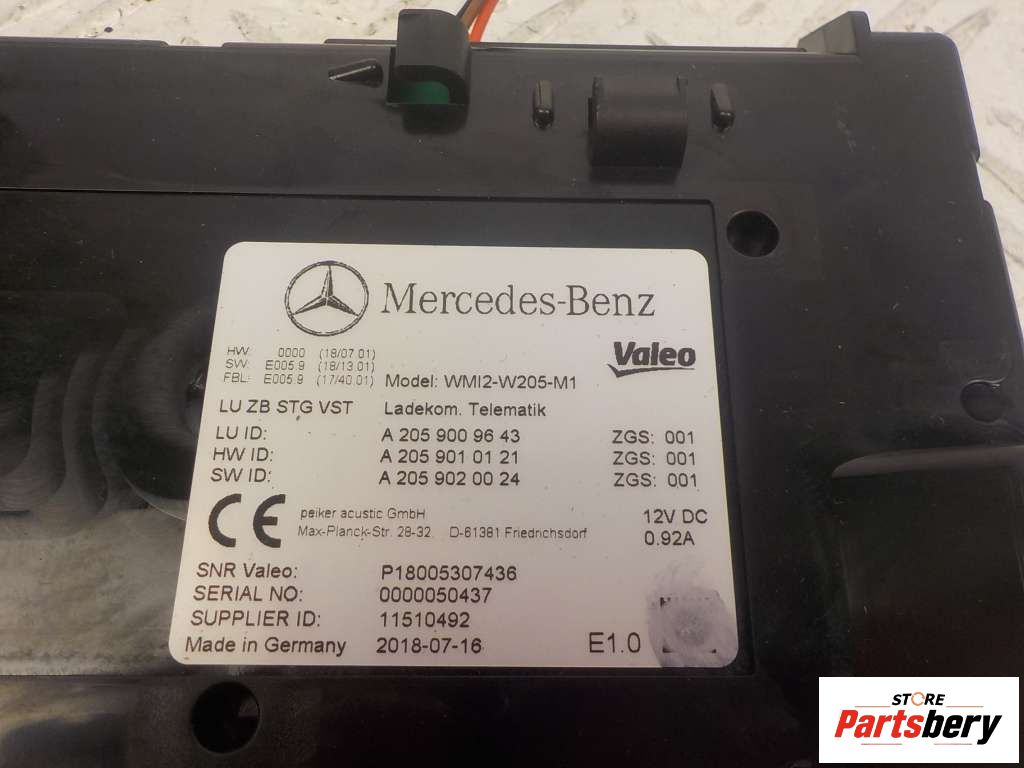 Mercedes-Benz
Valeo
HW: 0000 (18/07.01)
SW: E005.9 (18/13.01)
FBL: E005.9 (17/40.01)
Model: WMI2-W205-M1
LU ZB STG VST Ladekom. Telematik
LU ID: A 205 900 96 43 ZGS: 001
HW ID: A 205 901 01 21 ZGS: 001
SW ID: A 205 902 00 24 ZGS: 001
CE
peiker acustic GmbH 12V DC
Max-Planck-Str. 28-32 D-61381 Friedrichsdorf 0.92A
SNR Valeo: P18005307436
SERIAL NO: 0000050437
SUPPLIER ID: 11510492
Made in Germany 2018-07-16 E1.0
STORE
Partsbery